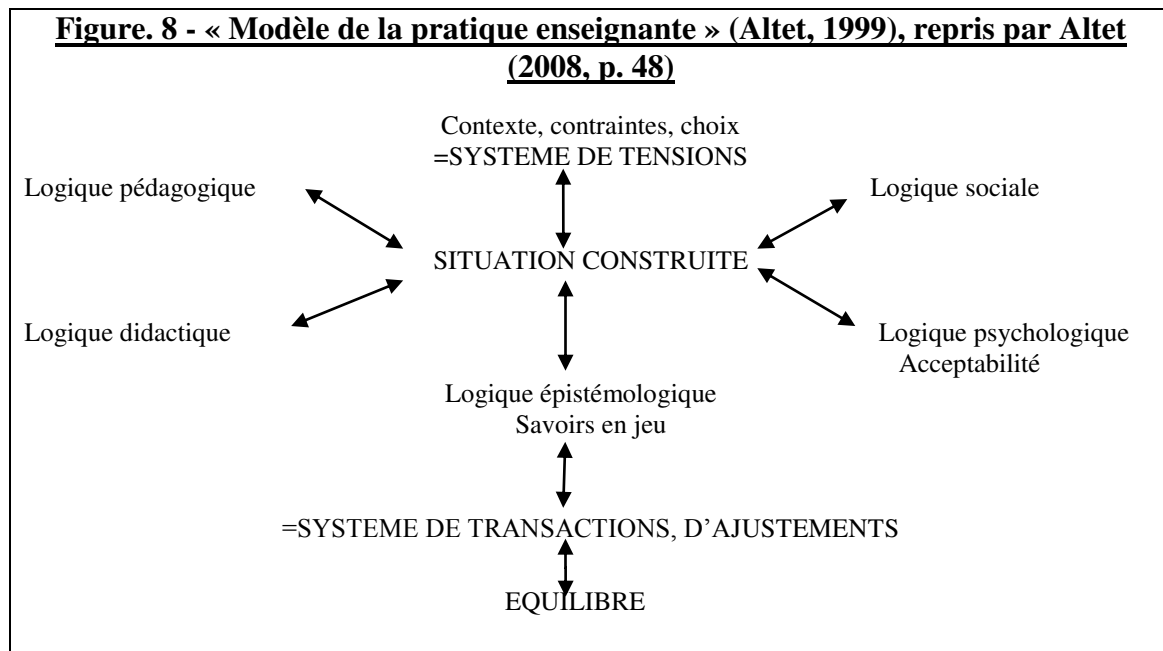 Figure. 8 - « Modèle de la pratique enseignante » (Altet, 1999), repris par Altet
(2008, p. 48)
Contexte, contraintes, choix
=SYSTEME DE TENSIONS
Logique pédagogique
Logique sociale
SITUATION CONSTRUITE
Logique didactique
Logique psychologique
Acceptabilité
Logique épistémologique
Savoirs en jeu
=SYSTEME DE TRANSACTIONS, D’AJUSTEMENTS
EQUILIBRE